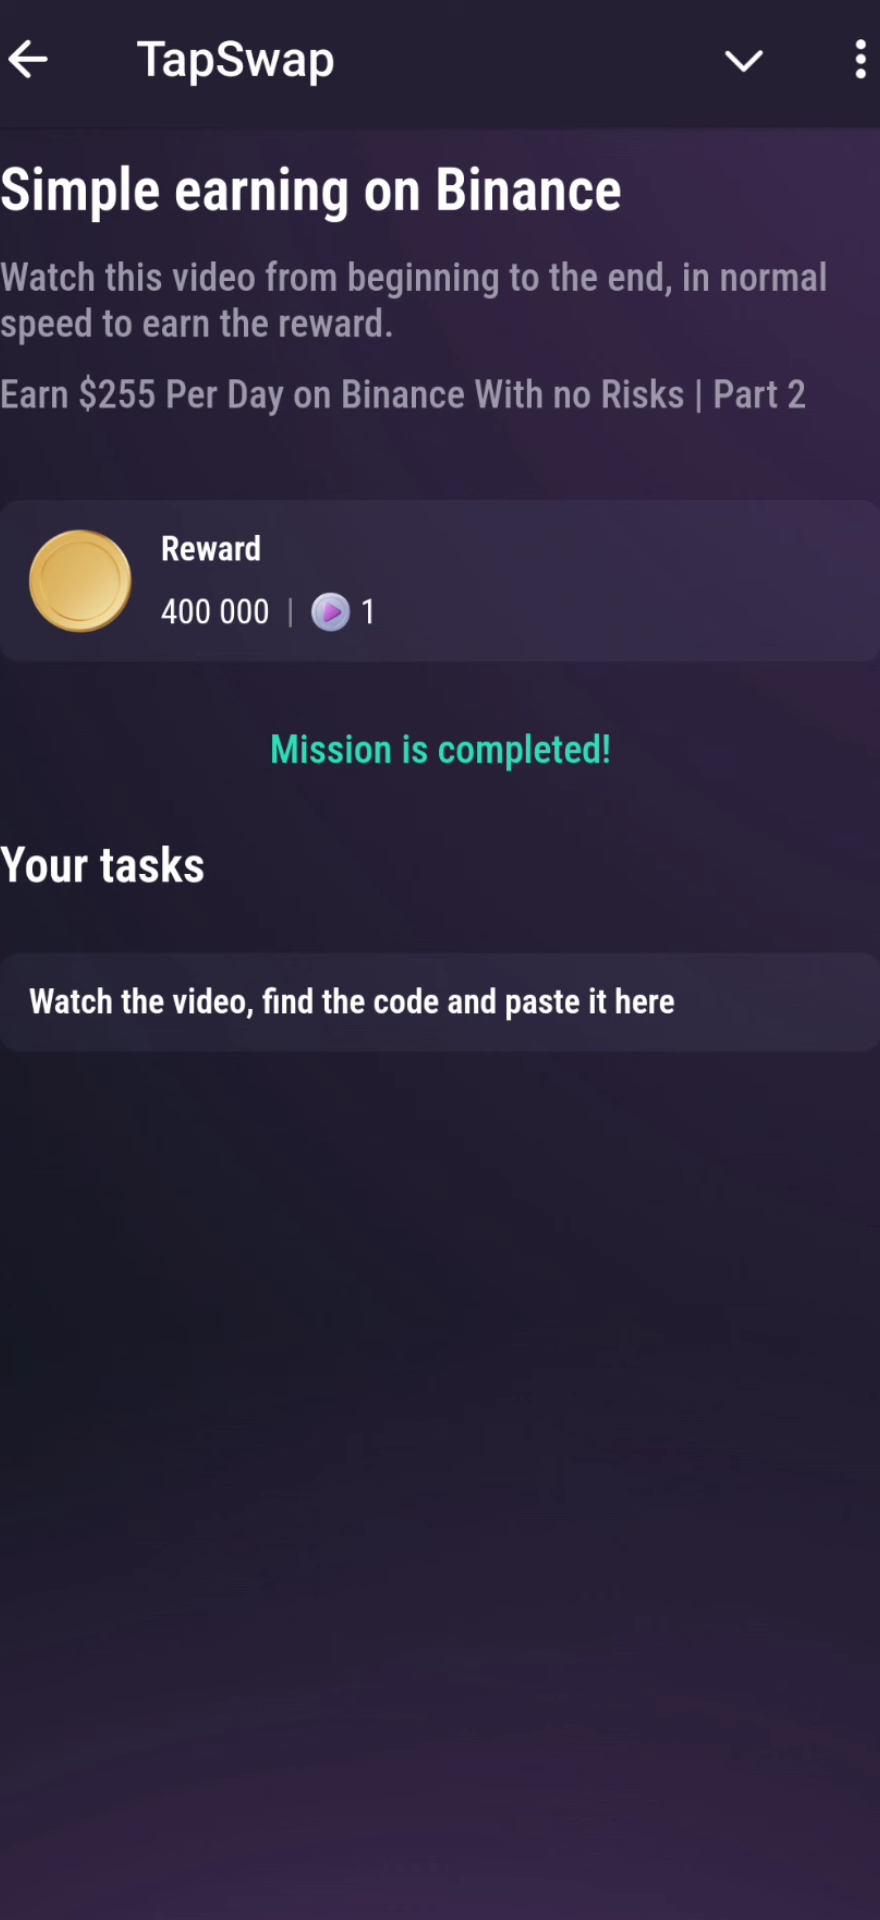 TapSwap
Simple earning on Binance
Watch this video from beginning to the end, in normal
speed to earn the reward.
Earn $255 Per Day on Binance With no Risks | Part 2
Reward
400 000 | 1
Mission is completed!
Your tasks
Watch the video, find the code and paste it here